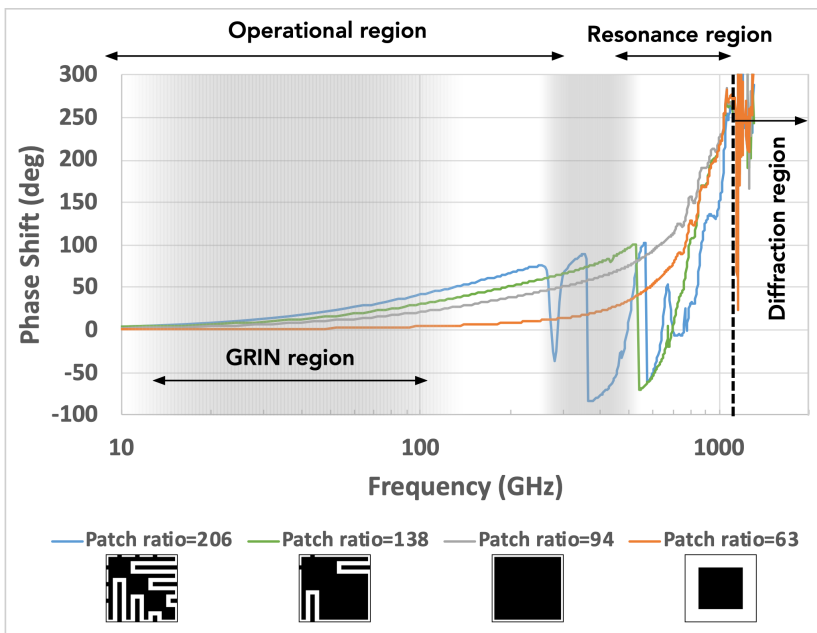 Operational region
Resonance region
300
250
200
150
100
50
0
-50
-100
Phase Shift (deg)
GRIN region
Diffraction region
10
100
1000
Frequency (GHz)
Patch ratio=206
Patch ratio=138
Patch ratio=94
Patch ratio=63